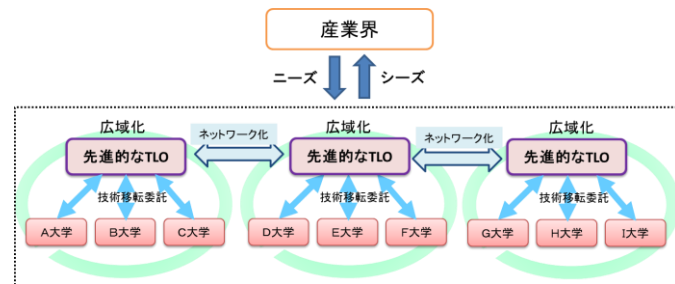 産業界
ニーズ
シーズ
広域化
広域化
広域化
ネットワーク化
ネットワーク化
先進的なTLO
先進的なTLO
先進的なTLO
技術移転委託
技術移転委託
技術移転委託
A大学
B大学
C大学
D大学
E大学
F大学
G大学
H大学
I大学